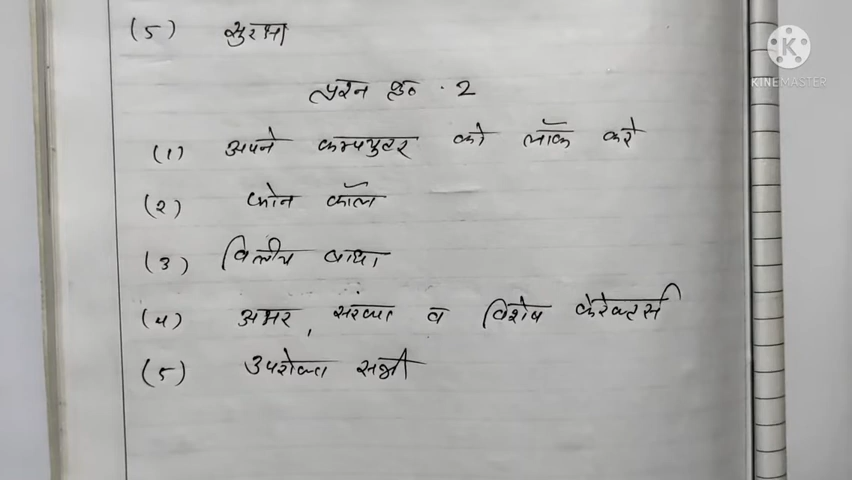 (5) सुरक्षा
प्रश्न क्र० . 2
(1) अपने कम्प्युटर को लॉक करे
(2) फोन कॉल
(3) वित्तीय बाधा
(4) अक्षर, संख्या व विशेष केरेक्टर्स
(5) उपरोक्त सभी
KINEMASTER